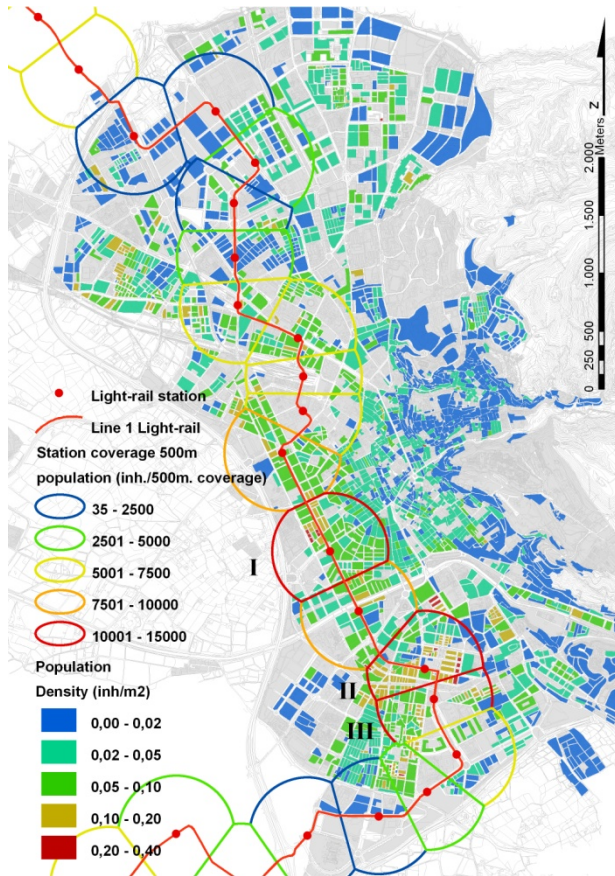 Z
Meters
2.000
1.500
1.000
500
250
0
Light-rail station
Line 1 Light-rail
Station coverage 500m
population (inh./500m. coverage)
35 - 2500
2501 - 5000
5001 - 7500
7501 - 10000
10001 - 15000
I
II
III
Population
Density (inh/m2)
0,00 - 0,02
0,02 - 0,05
0,05 - 0,10
0,10 - 0,20
0,20 - 0,40